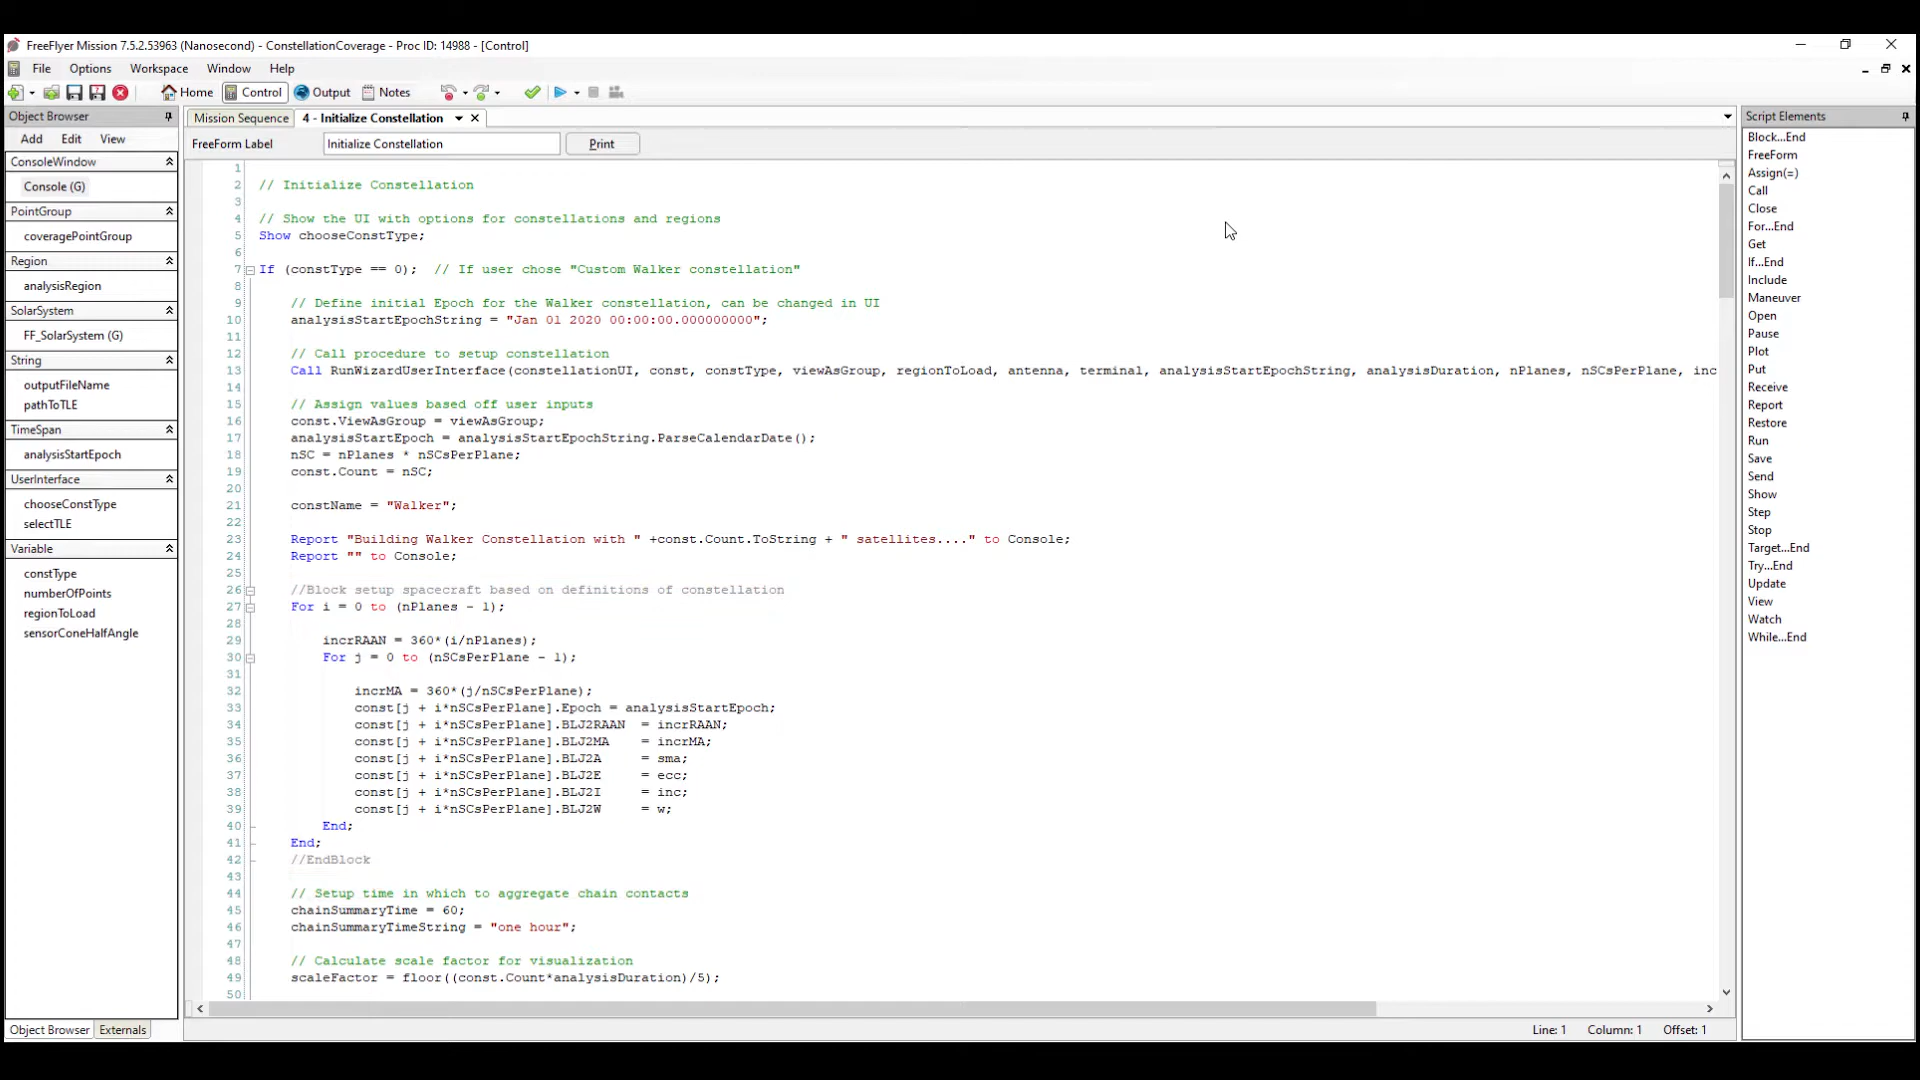 FreeFlyer Mission 7.5.2.53963 (Nanosecond) - ConstellationCoverage - Proc ID: 14988 - [Control]
File Options Workspace Window Help
Home Control Output Notes
Object Browser
Add Edit View
ConsoleWindow
Console (G)
PointGroup
coveragePointGroup
Region
analysisRegion
SolarSystem
FF_SolarSystem (G)
String
outputFileName
pathToTLE
TimeSpan
analysisStartEpoch
UserInterface
chooseConstType
selectTLE
Variable
constType
numberOfPoints
regionToLoad
sensorConeHalfAngle
Object Browser Externals
Mission Sequence 4 - Initialize Constellation
FreeForm Label Initialize Constellation Print
1
2 // Initialize Constellation
3
4 // Show the UI with options for constellations and regions
5 Show chooseConstType;
6
7 If (constType == 0); // If user chose "Custom Walker constellation"
8
9 // Define initial Epoch for the Walker constellation, can be changed in UI
10 analysisStartEpochString = "Jan 01 2020 00:00:00.000000000";
11
12 // Call procedure to setup constellation
13 Call RunWizardUserInterface(constellationUI, const, constType, viewAsGroup, regionToLoad, antenna, terminal, analysisStartEpochString, analysisDuration, nPlanes, nSCsPerPlane, inc
14
15 // Assign values based off user inputs
16 const.ViewAsGroup = viewAsGroup;
17 analysisStartEpoch = analysisStartEpochString.ParseCalendarDate();
18 nSC = nPlanes * nSCsPerPlane;
19 const.Count = nSC;
20
21 constName = "Walker";
22
23 Report "Building Walker Constellation with " +const.Count.ToString + " satellites...." to Console;
24 Report "" to Console;
25
26 //Block setup spacecraft based on definitions of constellation
27 For i = 0 to (nPlanes - 1);
28
29 incrRAAN = 360*(i/nPlanes);
30 For j = 0 to (nSCsPerPlane - 1);
31
32 incrMA = 360*(j/nSCsPerPlane);
33 const[j + i*nSCsPerPlane].Epoch = analysisStartEpoch;
34 const[j + i*nSCsPerPlane].BLJ2RAAN = incrRAAN;
35 const[j + i*nSCsPerPlane].BLJ2MA = incrMA;
36 const[j + i*nSCsPerPlane].BLJ2A = sma;
37 const[j + i*nSCsPerPlane].BLJ2E = ecc;
38 const[j + i*nSCsPerPlane].BLJ2I = inc;
39 const[j + i*nSCsPerPlane].BLJ2W = w;
40 End;
41 End;
42 //EndBlock
43
44 // Setup time in which to aggregate chain contacts
45 chainSummaryTime = 60;
46 chainSummaryTimeString = "one hour";
47
48 // Calculate scale factor for visualization
49 scaleFactor = floor((const.Count*analysisDuration)/5);
50
Line: 1 Column: 1 Offset: 1
Script Elements
Block...End
FreeForm
Assign(=)
Call
Close
For...End
Get
If...End
Include
Maneuver
Open
Pause
Plot
Put
Receive
Report
Restore
Run
Save
Send
Show
Step
Stop
Target...End
Try...End
Update
View
Watch
While...End